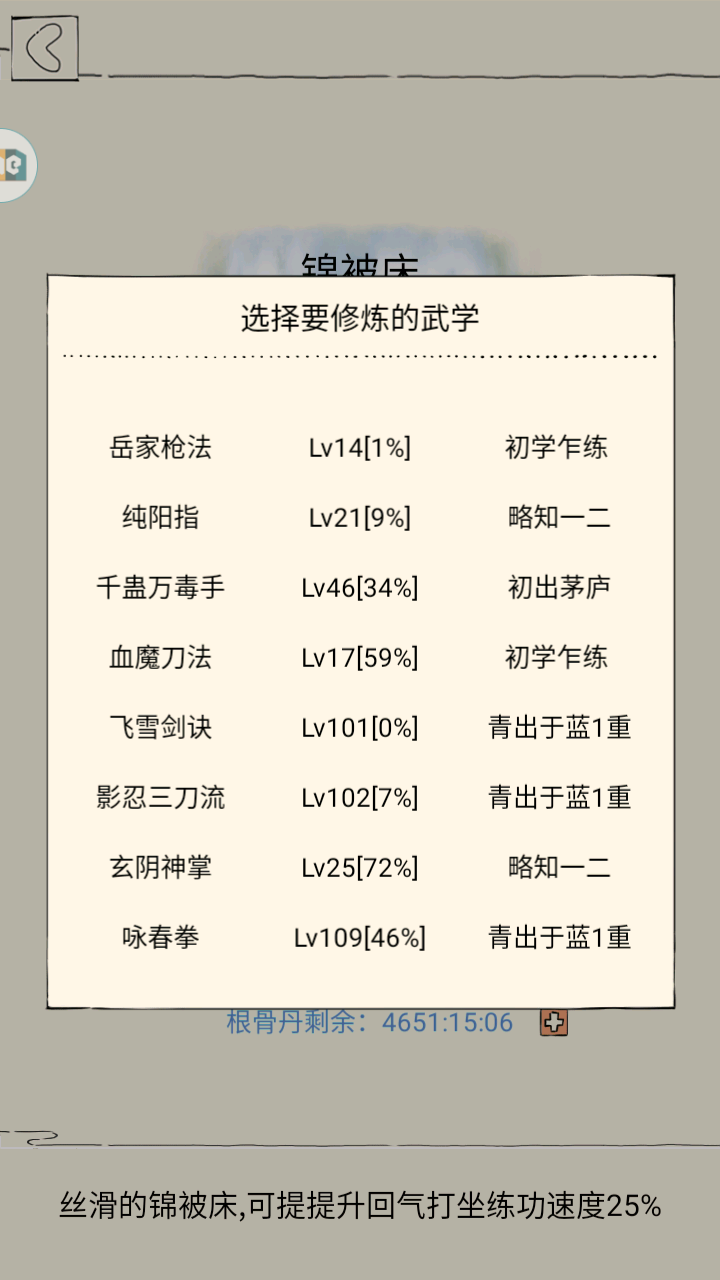 锦被床
选择要修炼的武学
岳家枪法 Lv14[1%] 初学乍练
纯阳指 Lv21[9%] 略知一二
千蛊万毒手 Lv46[34%] 初出茅庐
血魔刀法 Lv17[59%] 初学乍练
飞雪剑诀 Lv101[0%] 青出于蓝1重
影忍三刀流 Lv102[7%] 青出于蓝1重
玄阴神掌 Lv25[72%] 略知一二
咏春拳 Lv109[46%] 青出于蓝1重
根骨丹剩余：4651:15:06
丝滑的锦被床,可提提升回气打坐练功速度25%